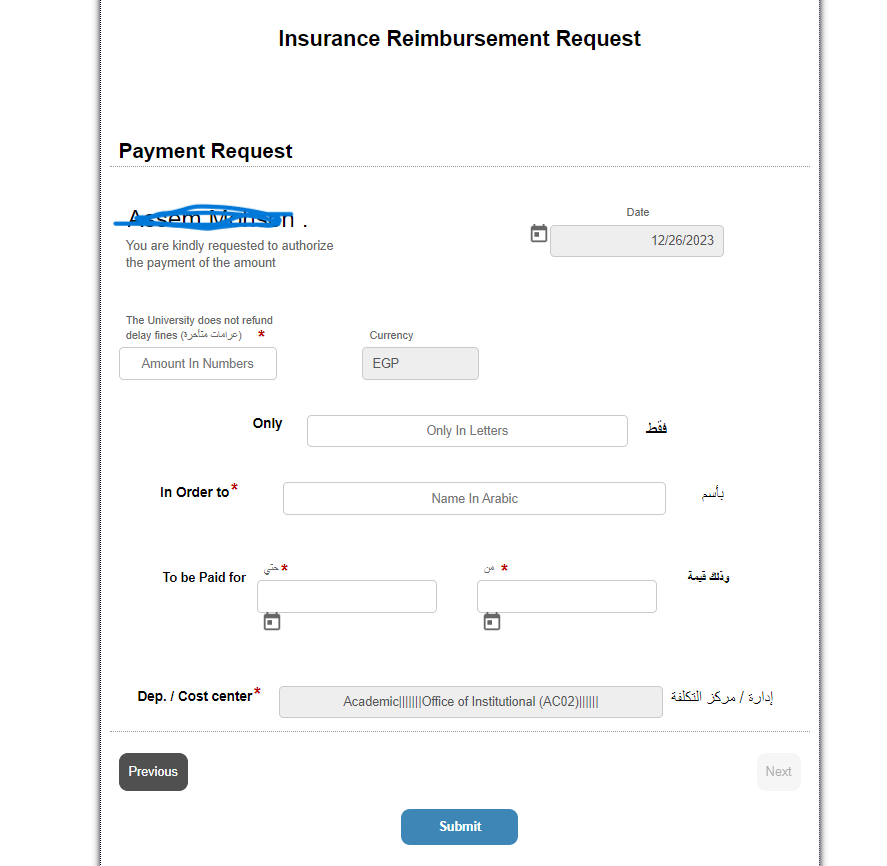 Insurance Reimbursement Request
Payment Request
Date
12/26/2023
You are kindly requested to authorize
the payment of the amount
The University does not refund
delay fines (غرامات متأخرة) *
Currency
Amount In Numbers
EGP
Only
Only In Letters
فقط
In Order to*
Name In Arabic
بأسم
To be Paid for
حتي *
من *
وذلك قيمة
Dep. / Cost center*
Academic|||||||Office of Institutional (AC02)||||||
إدارة / مركز التكلفة
Previous
Next
Submit